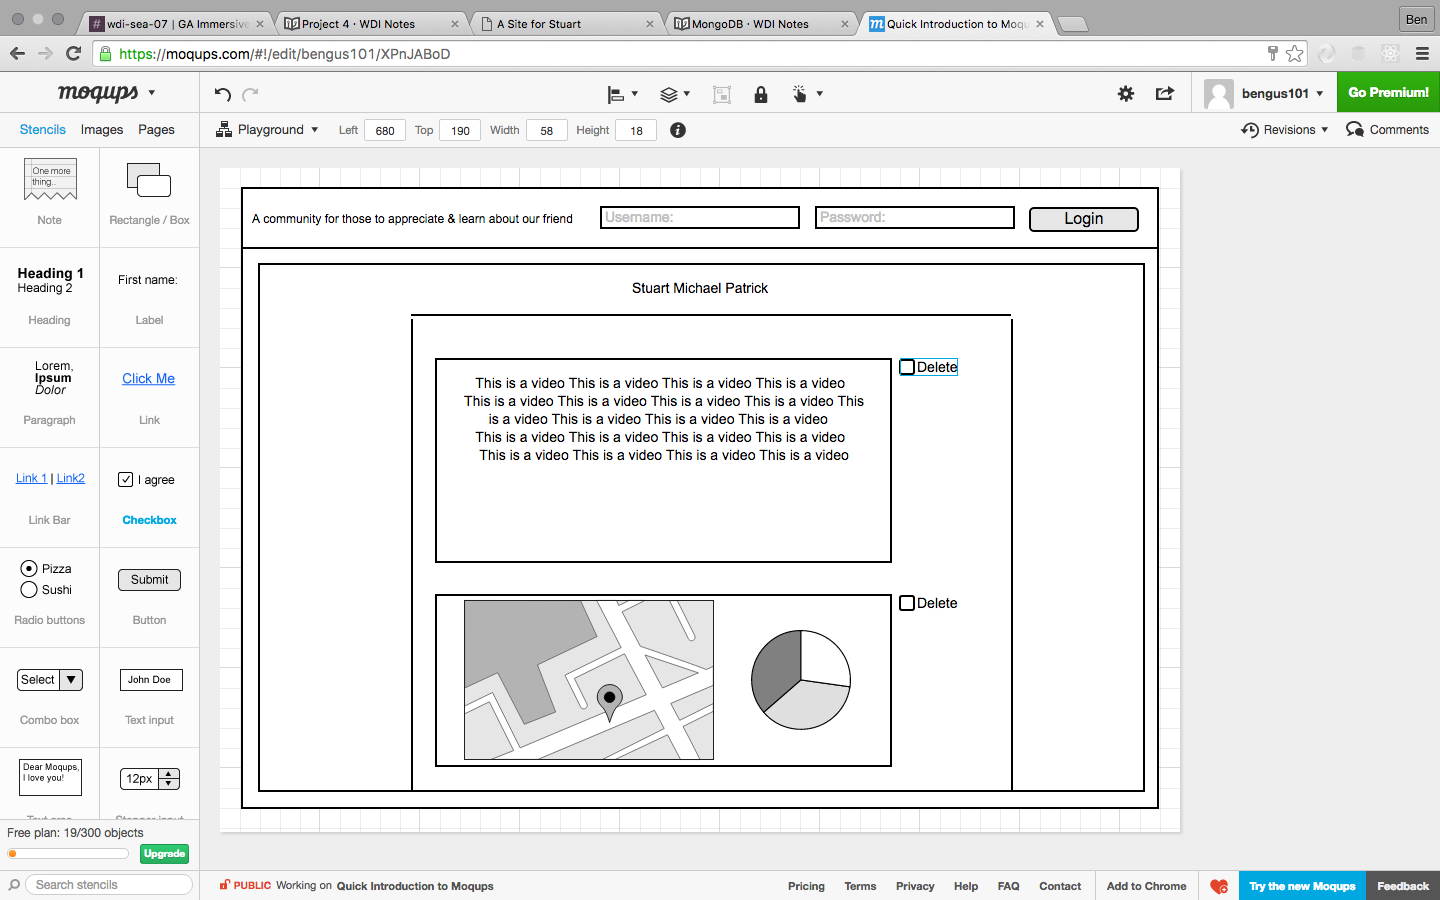 wdi-sea-07 | GA Immersive
Project 4 · WDI Notes
A Site for Stuart
MongoDB · WDI Notes
Quick Introduction to Moqu
Ben
https://moqups.com/#!/edit/bengus101/XPnJABoD
moqups
bengus101
Go Premium!
Stencils Images Pages
Playground Left 680 Top 190 Width 58 Height 18
Revisions Comments
One more
thing..
Note
Rectangle / Box
Heading 1
Heading 2
Heading
First name:
Label
Lorem,
Ipsum
Dolor
Paragraph
Click Me
Link
Link 1 | Link2
Link Bar
I agree
Checkbox
Pizza
Sushi
Radio buttons
Submit
Button
Select
Combo box
John Doe
Text input
Dear Moqups,
I love you!
Text area
12px
Stepper input
Free plan: 19/300 objects
Upgrade
Search stencils
A community for those to appreciate & learn about our friend
Username:
Password:
Login
Stuart Michael Patrick
This is a video This is a video This is a video This is a video
This is a video This is a video This is a video This is a video This
is a video This is a video This is a video This is a video
This is a video This is a video This is a video This is a video
This is a video This is a video This is a video This is a video
Delete
Delete
PUBLIC Working on Quick Introduction to Moqups
Pricing Terms Privacy Help FAQ Contact Add to Chrome
Try the new Moqups
Feedback